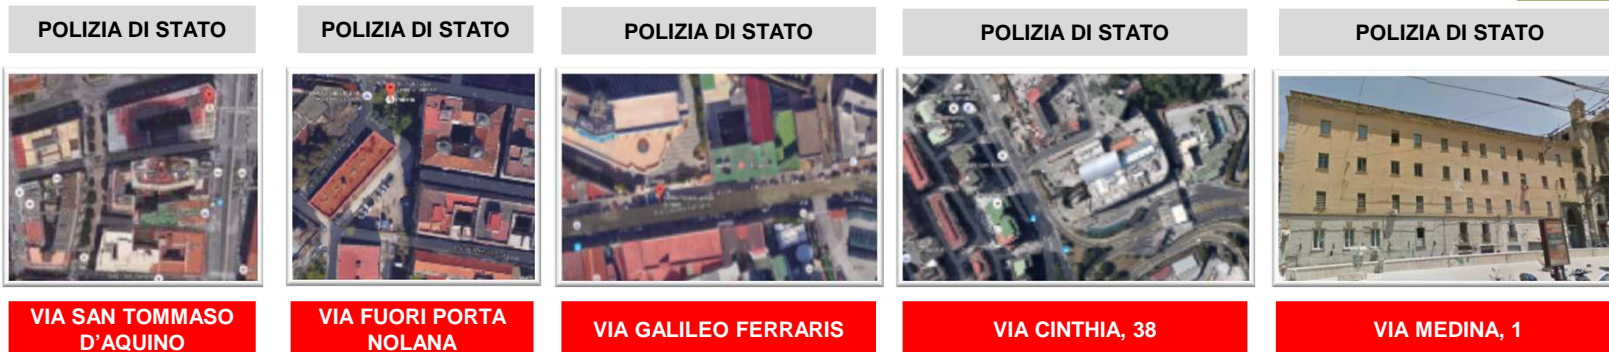 POLIZIA DI STATO
POLIZIA DI STATO
POLIZIA DI STATO
POLIZIA DI STATO
POLIZIA DI STATO
VIA SAN TOMMASO
D'AQUINO
VIA FUORI PORTA
NOLANA
VIA GALILEO FERRARIS
VIA CINTHIA, 38
VIA MEDINA, 1